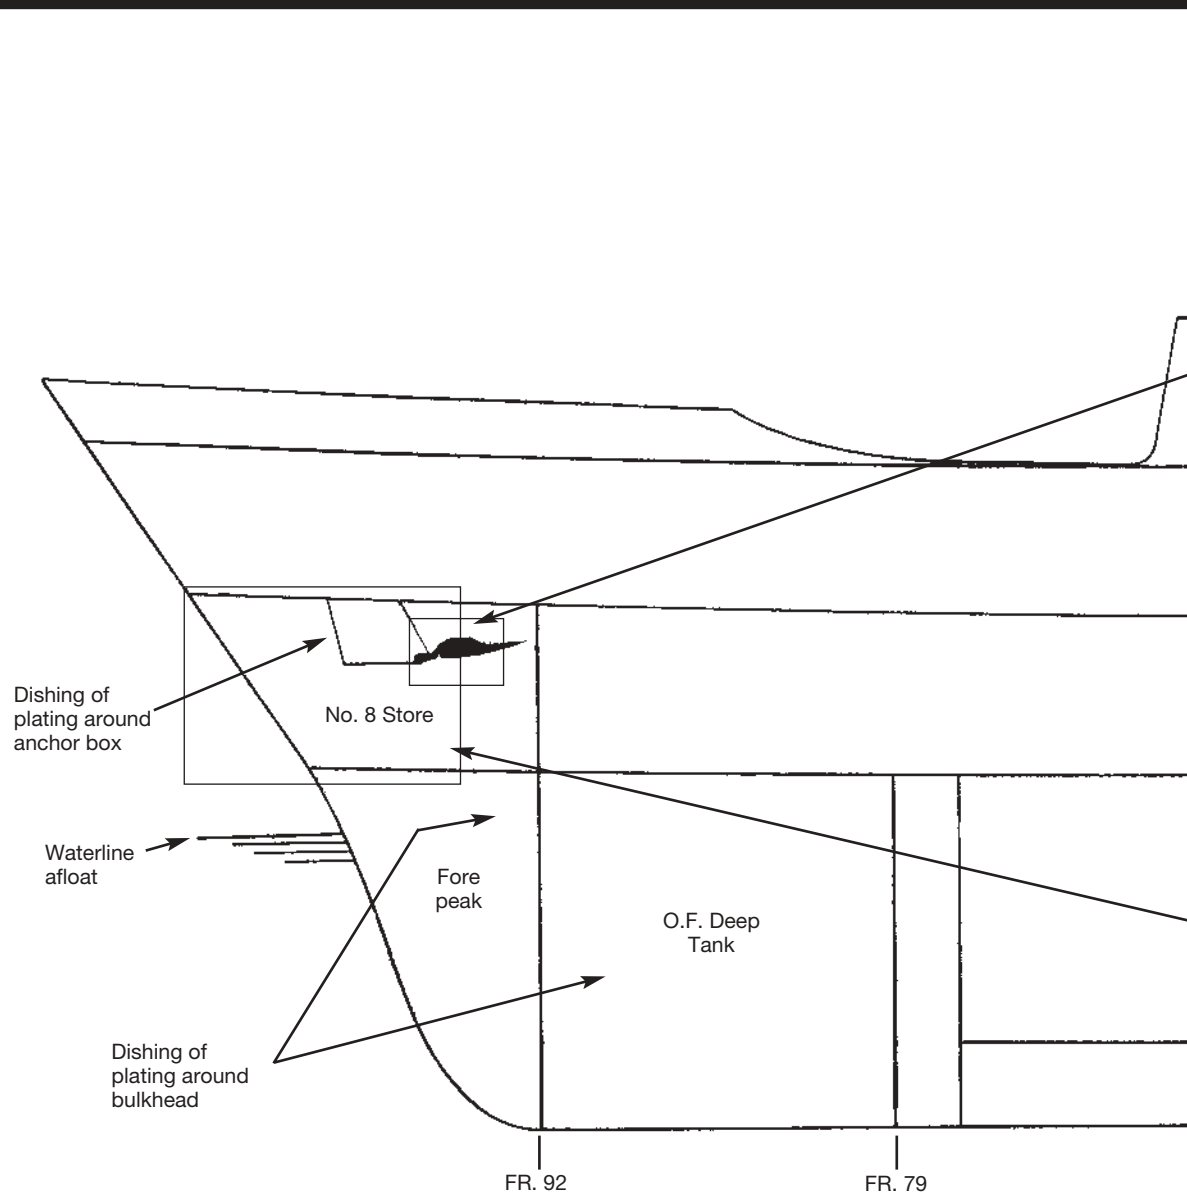 Dishing of
plating around
anchor box
No. 8 Store
Waterline
afloat
Fore
peak
O.F. Deep
Tank
Dishing of
plating around
bulkhead
FR. 92
FR. 79